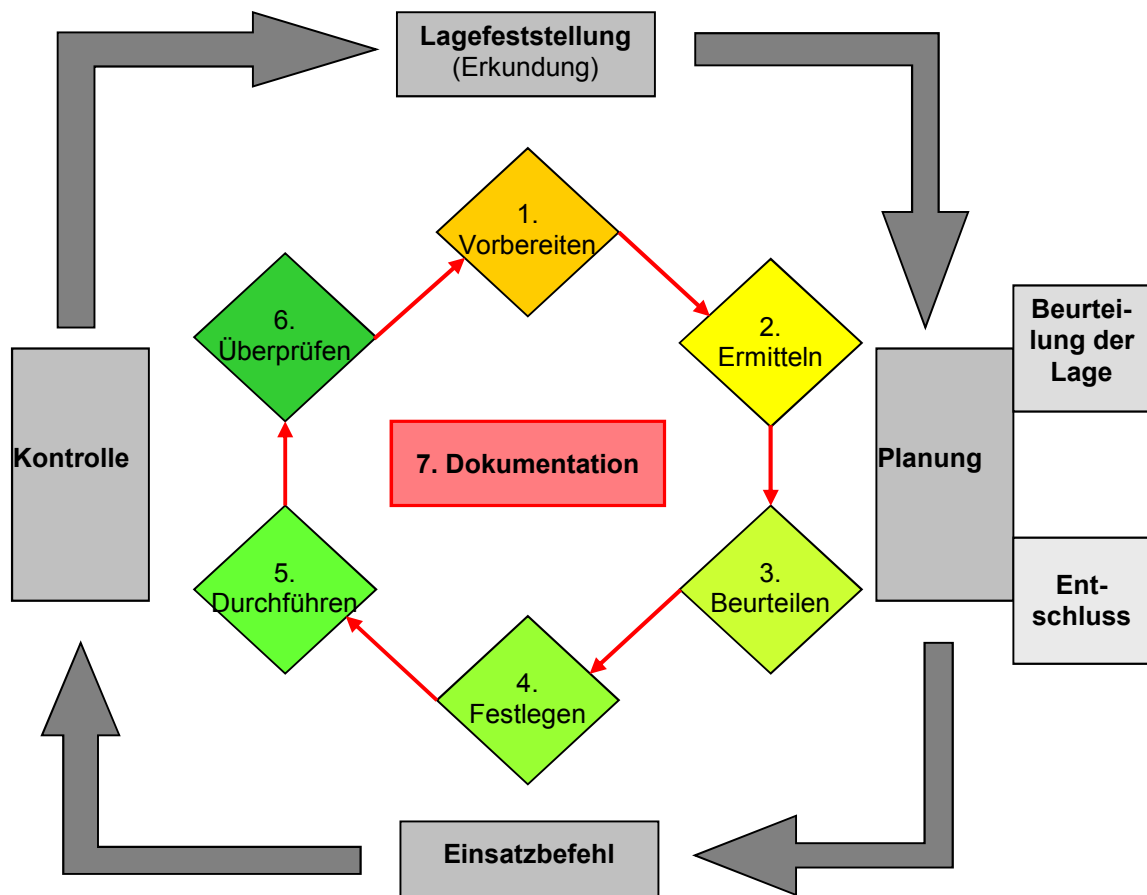 Lagefeststellung
(Erkundung)
1.
Vorbereiten
6.
Überprüfen
2.
Ermitteln
Beurtei-
lung der
Lage
Kontrolle
7. Dokumentation
Planung
5.
Durchführen
3.
Beurteilen
Ent-
schluss
4.
Festlegen
Einsatzbefehl